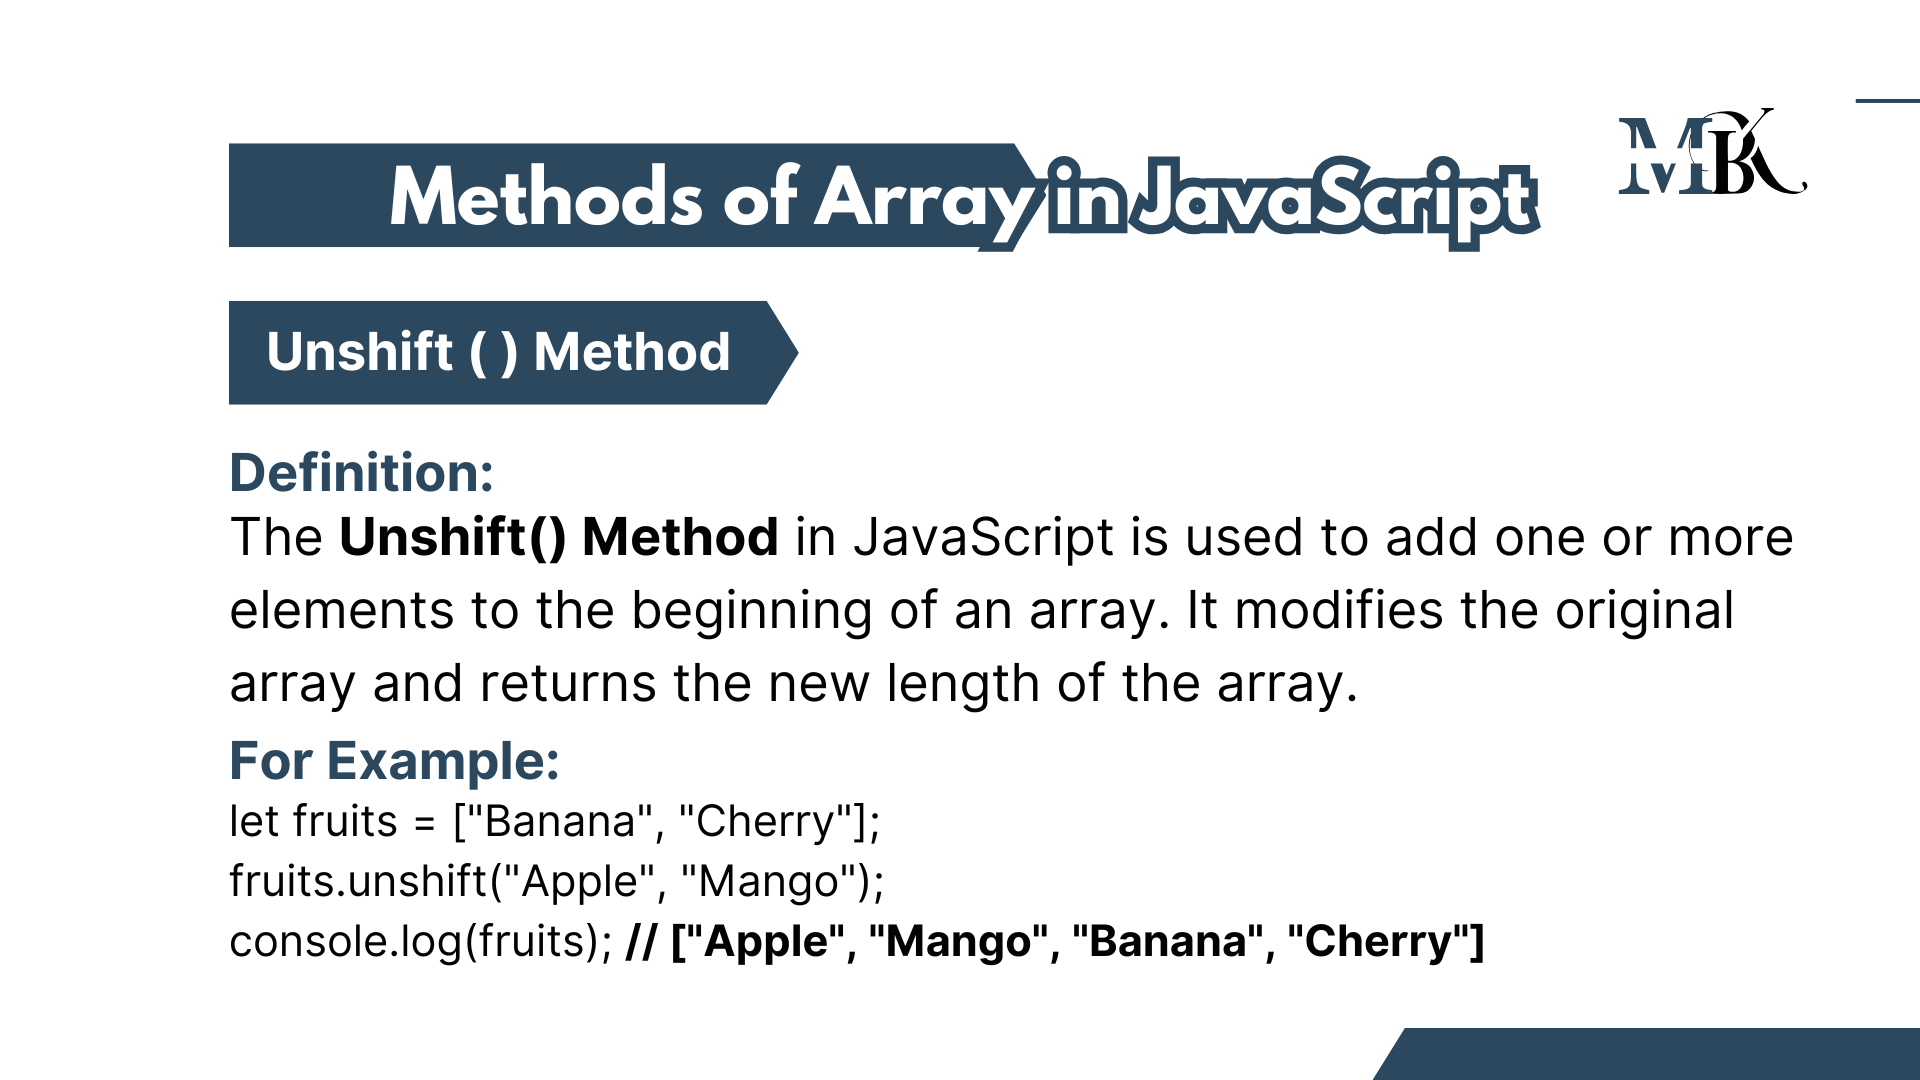 Methods of Array in JavaScript
MBK
Unshift ( ) Method
Definition:
The Unshift() Method in JavaScript is used to add one or more
elements to the beginning of an array. It modifies the original
array and returns the new length of the array.
For Example:
let fruits = ["Banana", "Cherry"];
fruits.unshift("Apple", "Mango");
console.log(fruits); // ["Apple", "Mango", "Banana", "Cherry"]